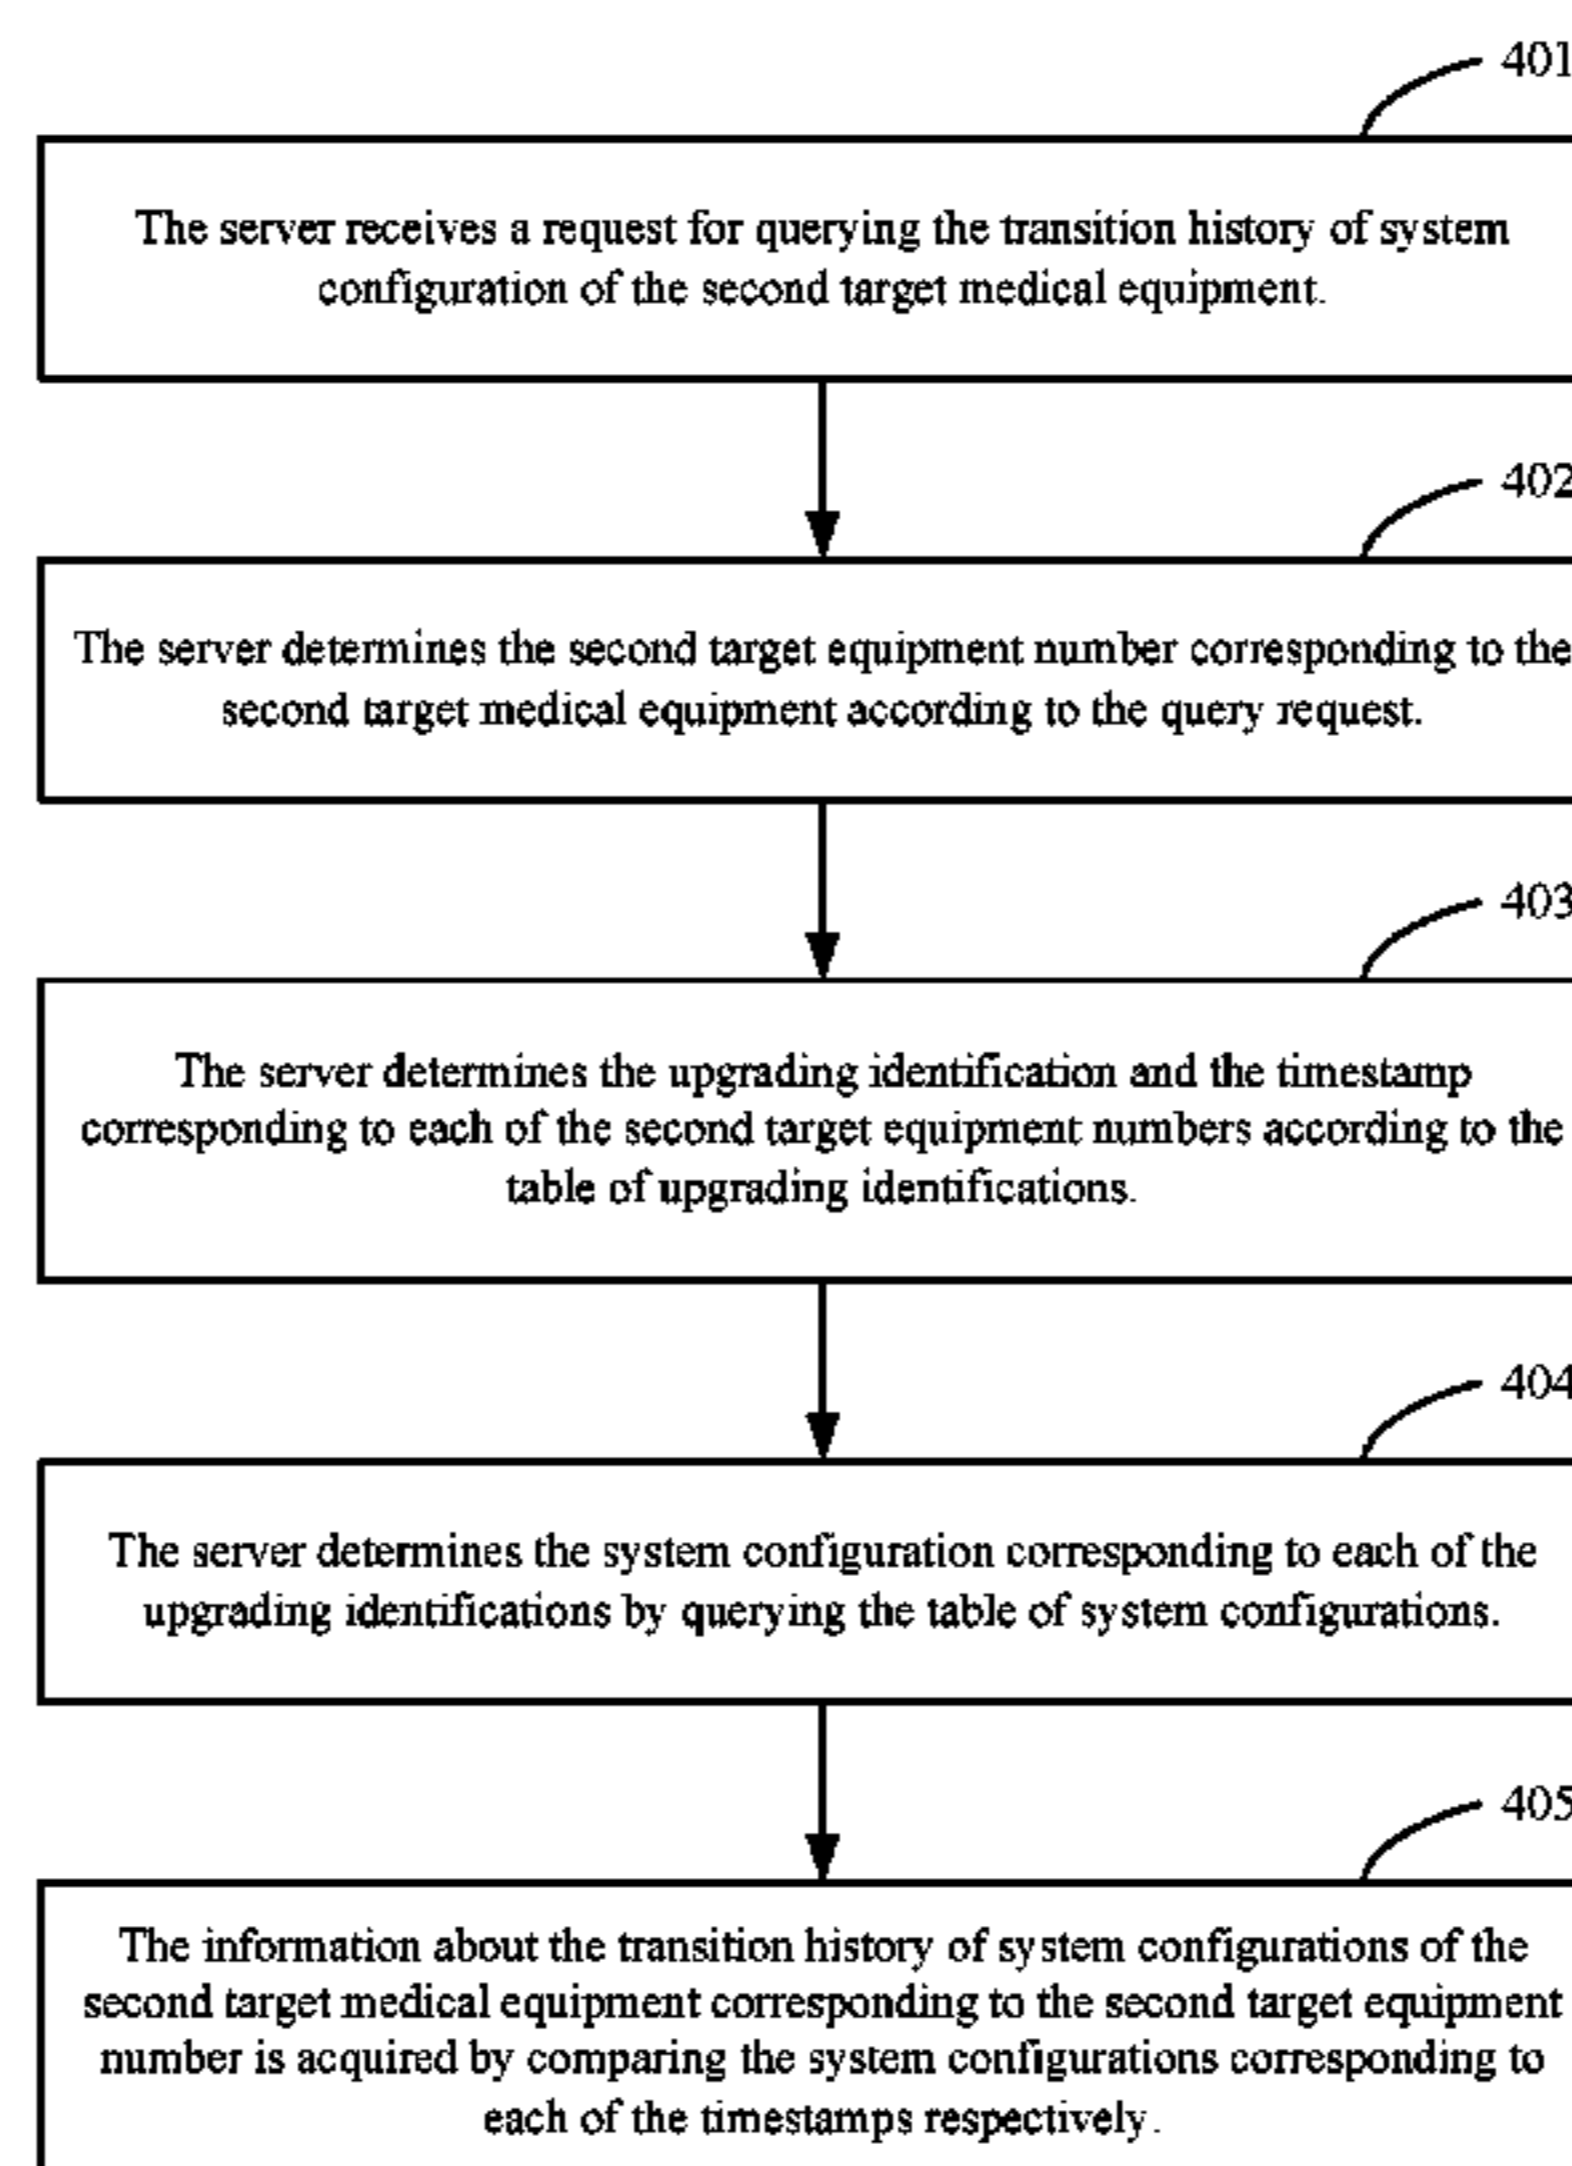 401
The server receives a request for querying the transition history of system
configuration of the second target medical equipment.
402
The server determines the second target equipment number corresponding to the
second target medical equipment according to the query request.
403
The server determines the upgrading identification and the timestamp
corresponding to each of the second target equipment numbers according to the
table of upgrading identifications.
404
The server determines the system configuration corresponding to each of the
upgrading identifications by querying the table of system configurations.
405
The information about the transition history of system configurations of the
second target medical equipment corresponding to the second target equipment
number is acquired by comparing the system configurations corresponding to
each of the timestamps respectively.